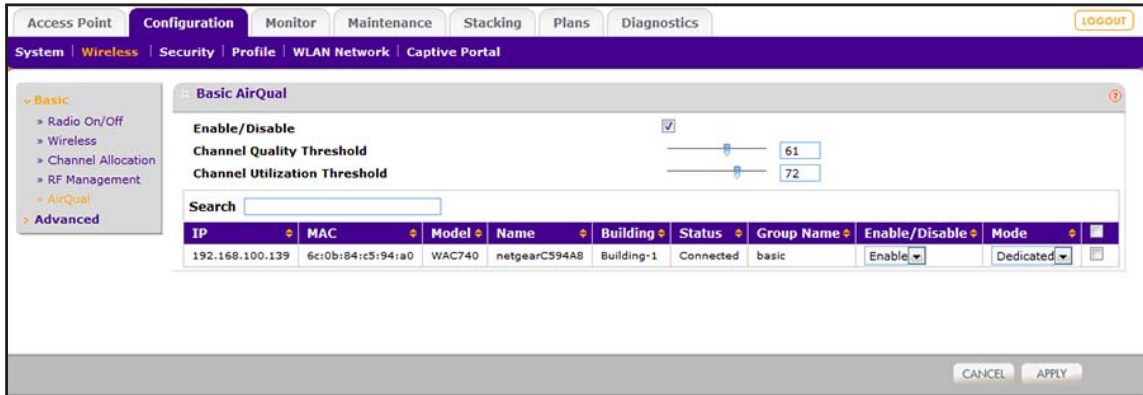 Access Point Configuration Monitor Maintenance Stacking Plans Diagnostics LOGOUT
System Wireless Security Profile WLAN Network Captive Portal
Basic
» Radio On/Off
» Wireless
» Channel Allocation
» RF Management
» AirQual
Advanced
Basic AirQual ?
Enable/Disable
Channel Quality Threshold 61
Channel Utilization Threshold 72
Search
IP MAC Model Name Building Status Group Name Enable/Disable Mode
192.168.100.139 6c:0b:84:c5:94:a0 WAC740 netgearC594A8 Building-1 Connected basic Enable Dedicated
CANCEL APPLY